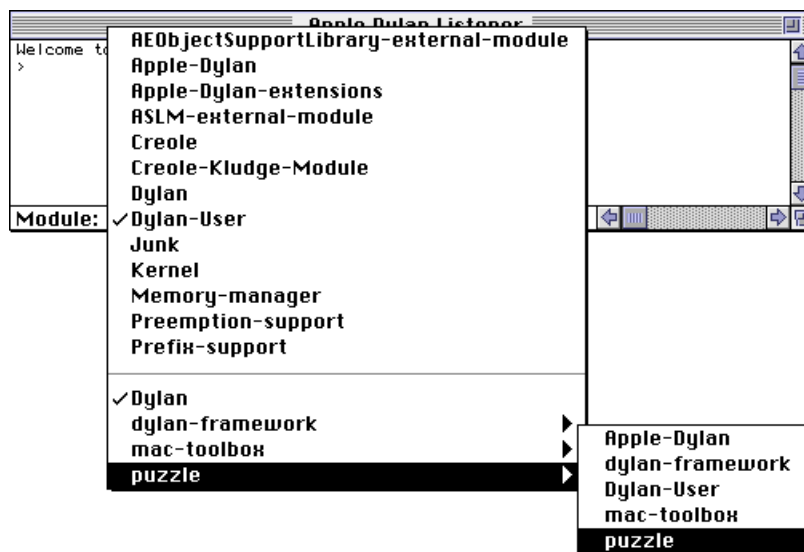 Apple Dylan Listener
Welcome to
>
AEObjectSupportLibrary-external-module
Apple-Dylan
Apple-Dylan-extensions
ASLM-external-module
Creole
Creole-Kludge-Module
Dylan
Module: ✓Dylan-User
Junk
Kernel
Memory-manager
Preemption-support
Prefix-support
✓Dylan
dylan-framework
mac-toolbox
puzzle
Apple-Dylan
dylan-framework
Dylan-User
mac-toolbox
puzzle